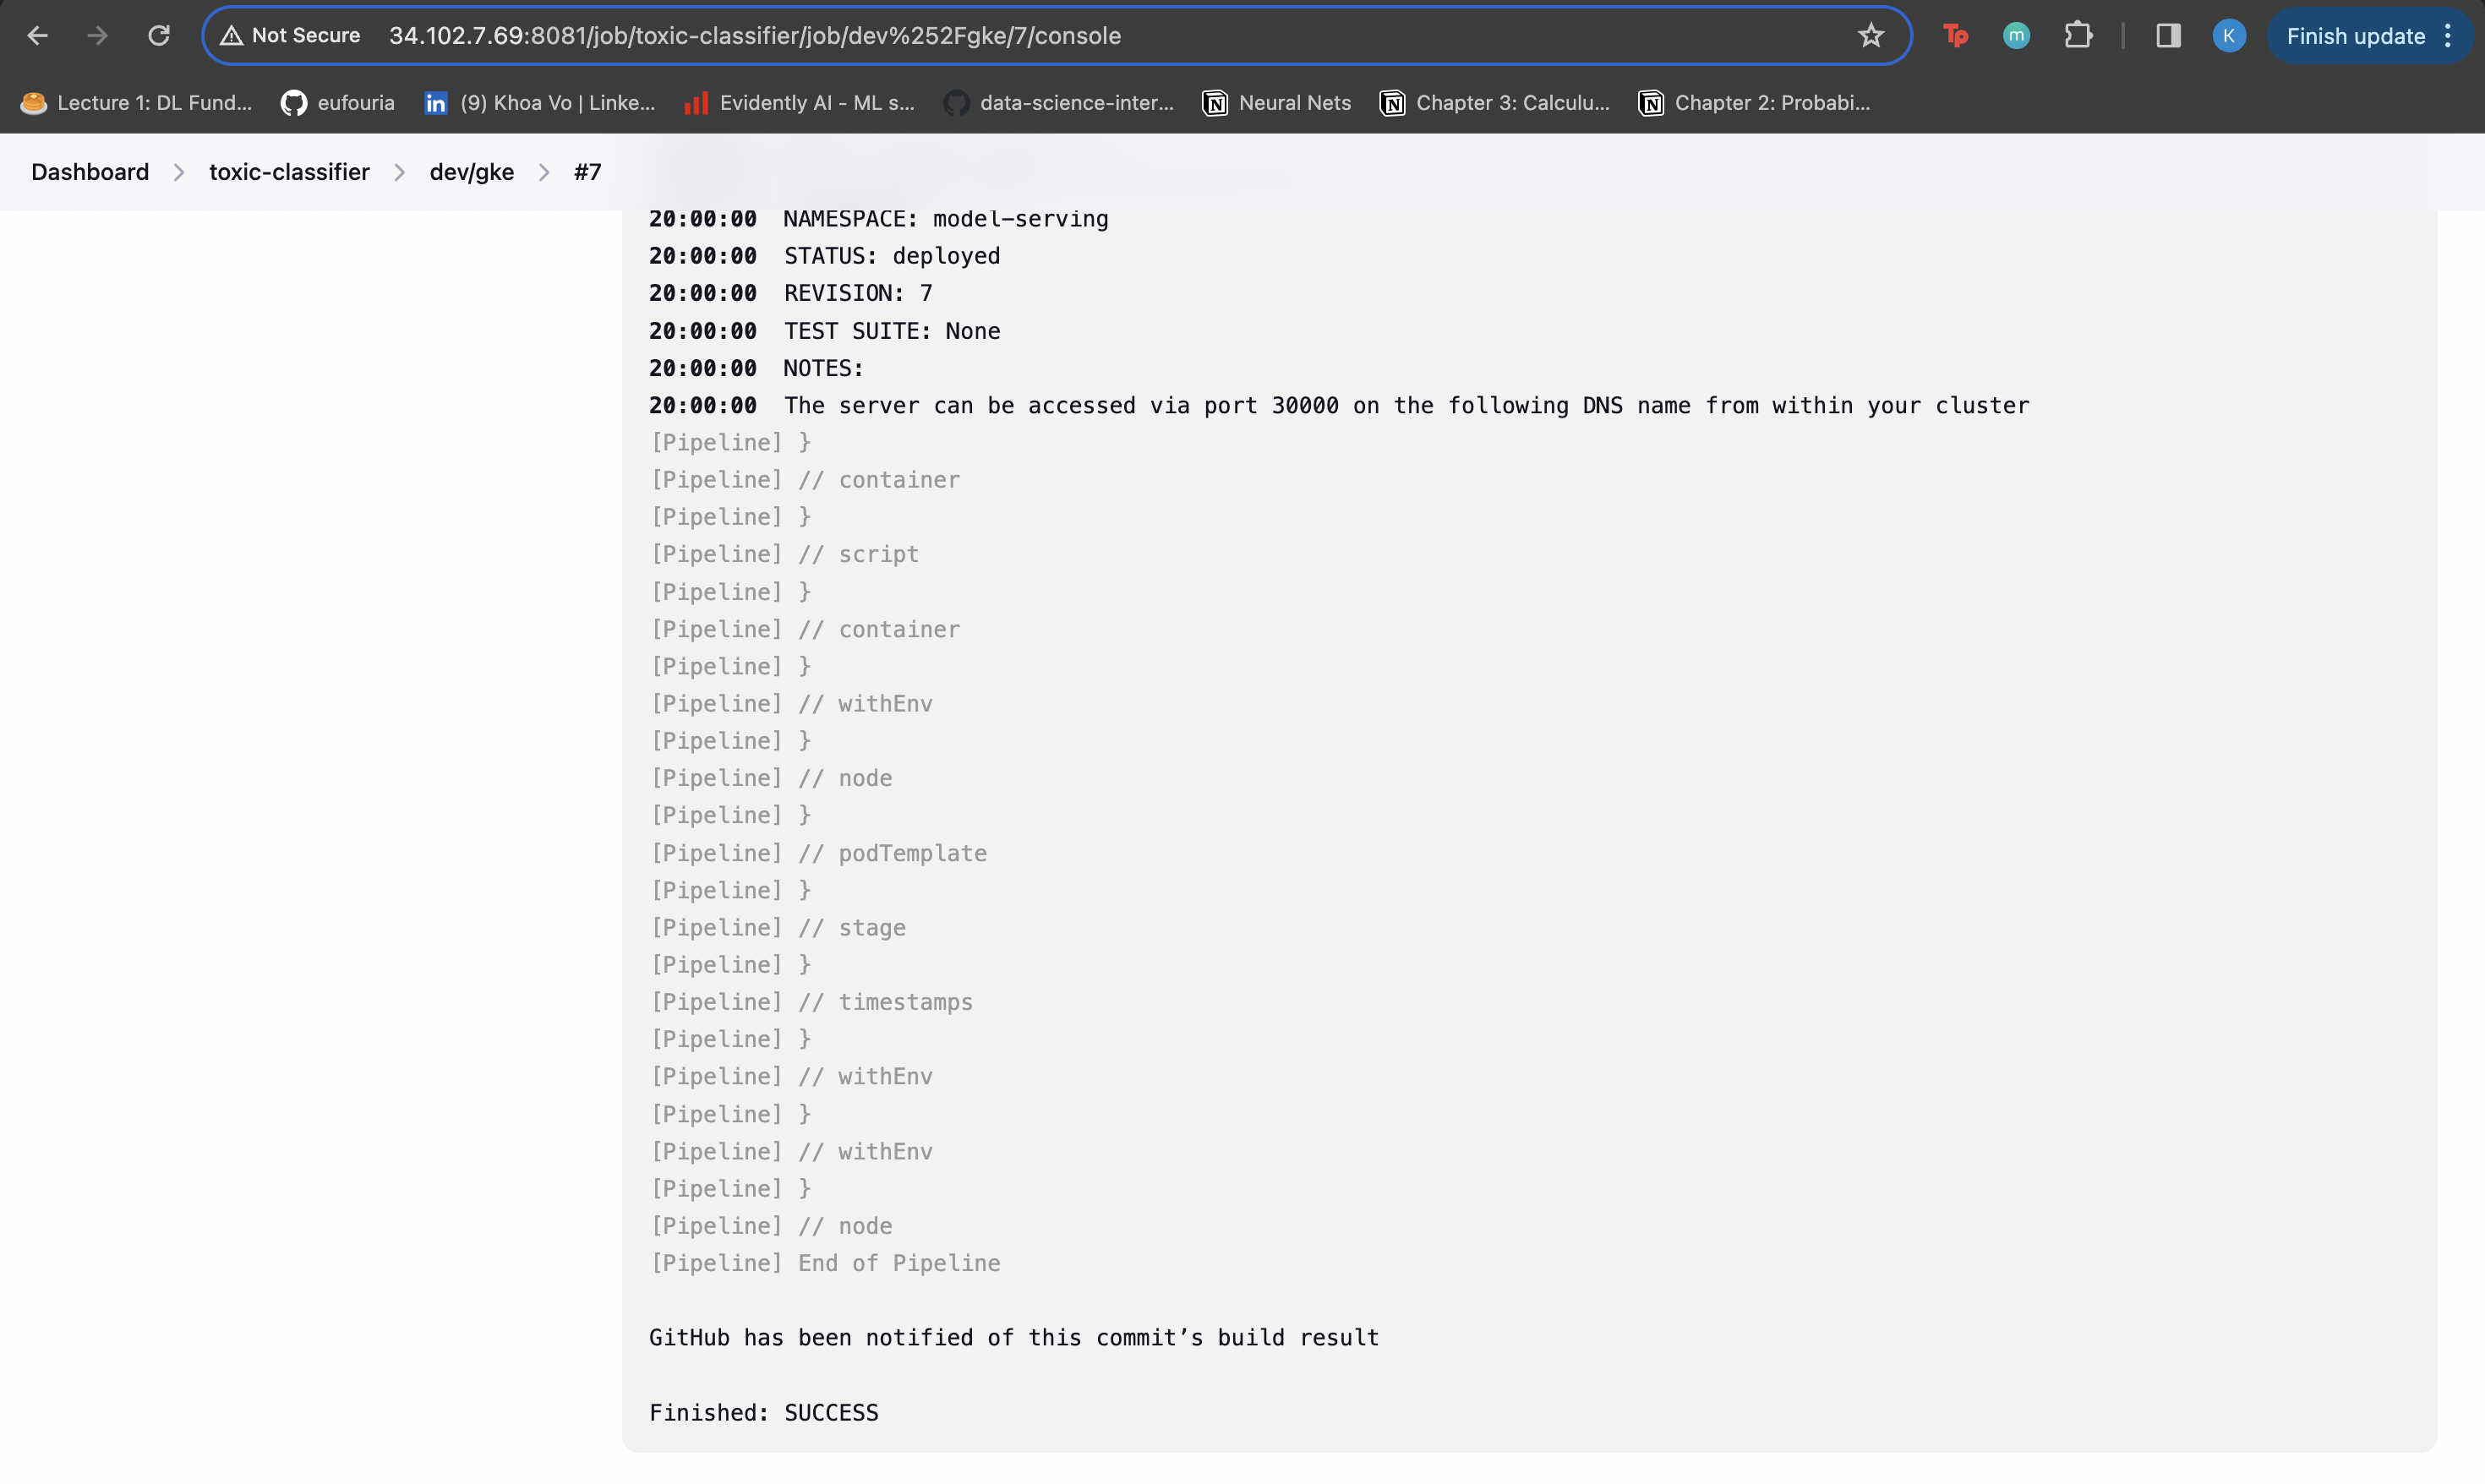 Not Secure 34.102.7.69:8081/job/toxic-classifier/job/dev%252Fgke/7/console Tp m K Finish update
Lecture 1: DL Fund... eufouria in (9) Khoa Vo | Linke... Evidently AI - ML s... data-science-inter... N Neural Nets N Chapter 3: Calculu... N Chapter 2: Probabi...
Dashboard > toxic-classifier > dev/gke > #7
20:00:00 NAMESPACE: model-serving
20:00:00 STATUS: deployed
20:00:00 REVISION: 7
20:00:00 TEST SUITE: None
20:00:00 NOTES:
20:00:00 The server can be accessed via port 30000 on the following DNS name from within your cluster
[Pipeline] }
[Pipeline] // container
[Pipeline] }
[Pipeline] // script
[Pipeline] }
[Pipeline] // container
[Pipeline] }
[Pipeline] // withEnv
[Pipeline] }
[Pipeline] // node
[Pipeline] }
[Pipeline] // podTemplate
[Pipeline] }
[Pipeline] // stage
[Pipeline] }
[Pipeline] // timestamps
[Pipeline] }
[Pipeline] // withEnv
[Pipeline] }
[Pipeline] // withEnv
[Pipeline] }
[Pipeline] // node
[Pipeline] End of Pipeline
GitHub has been notified of this commit’s build result
Finished: SUCCESS